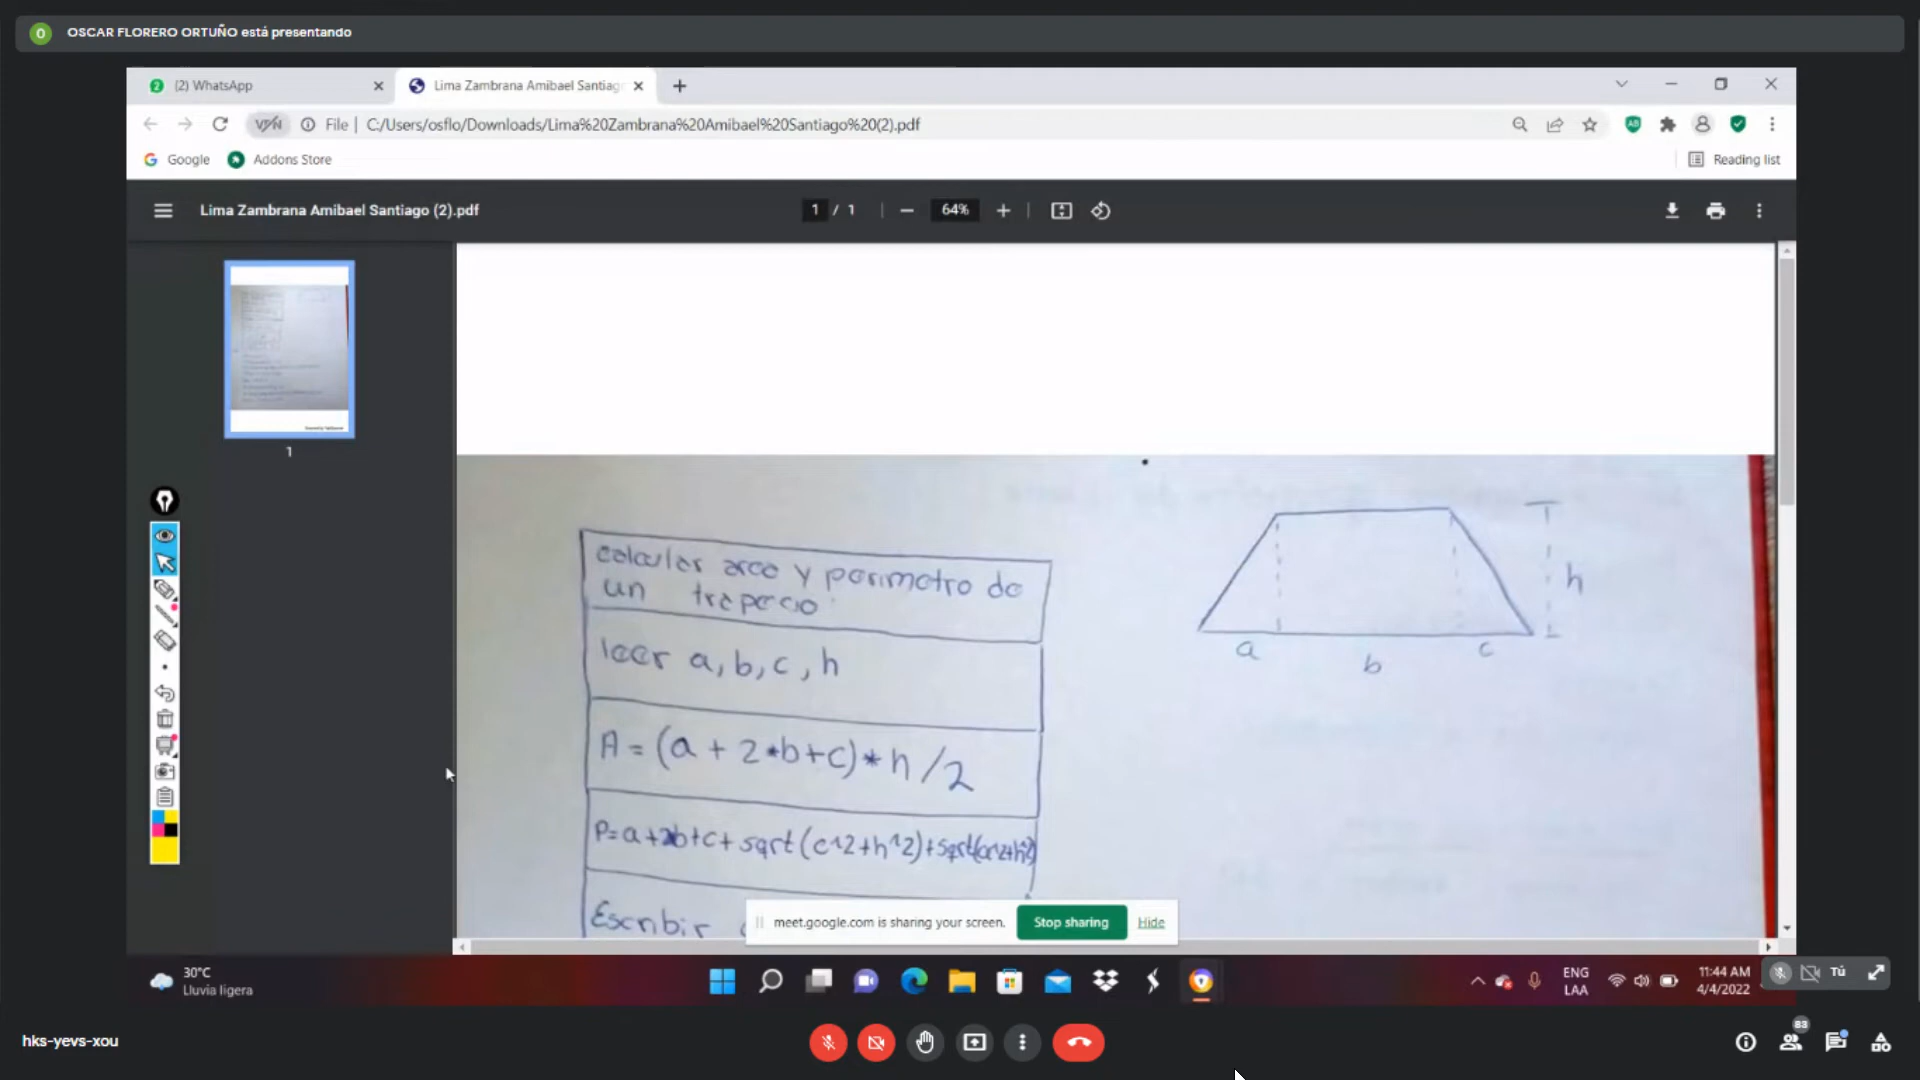 OSCAR FLORERO ORTUÑO está presentando
(2) WhatsApp
Lima Zambrana Amibael Santiag
File
C:/Users/osflo/Downloads/Lima%20Zambrana%20Amibael%20Santiago%20(2).pdf
Google
Addons Store
Reading list
Lima Zambrana Amibael Santiago (2).pdf
1 / 1
64%
1
calcular area y perimetro de
un trapecio
leer a, b, c, h
A = (a + 2*b+c)*h/2
P=a+2b+c+sqrt(c^2+h^2)+sqrt(a^2+h^2)
Escribir
h
a
b
c
meet.google.com is sharing your screen.
Stop sharing
Hide
30°C
Lluvia ligera
ENG
LAA
11:44 AM
4/4/2022
Tú
hks-yevs-xou
83